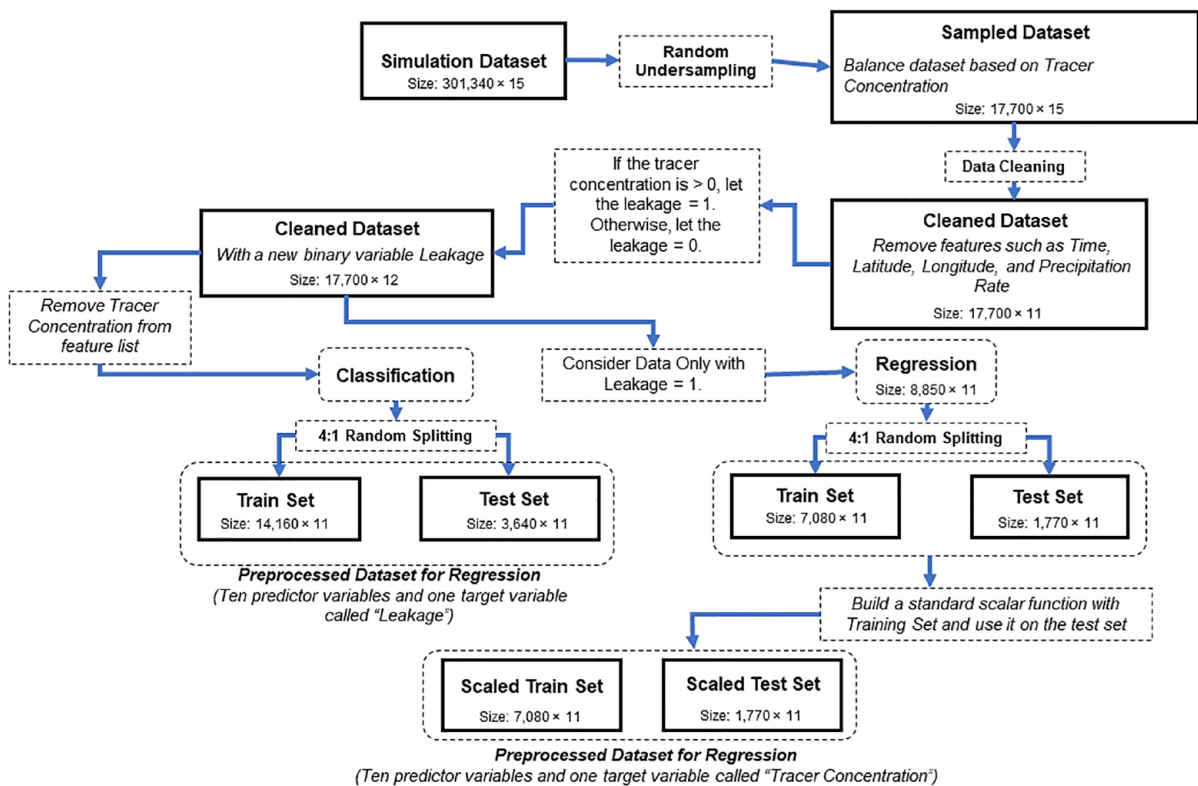 Simulation Dataset
Size: 301,340 × 15
Random
Undersampling
Sampled Dataset
Balance dataset based on Tracer
Concentration
Size: 17,700 × 15
Data Cleaning
Cleaned Dataset
Remove features such as Time,
Latitude, Longitude, and Precipitation
Rate
Size: 17,700 × 11
If the tracer
concentration is > 0, let
the leakage = 1.
Otherwise, let the
leakage = 0.
Cleaned Dataset
With a new binary variable Leakage
Size: 17,700 × 12
Remove Tracer
Concentration from
feature list
Classification
4:1 Random Splitting
Train Set
Size: 14,160 × 11
Test Set
Size: 3,640 × 11
Preprocessed Dataset for Regression
(Ten predictor variables and one target variable
called “Leakage”)
Consider Data Only with
Leakage = 1.
Regression
Size: 8,850 × 11
4:1 Random Splitting
Train Set
Size: 7,080 × 11
Test Set
Size: 1,770 × 11
Build a standard scalar function with
Training Set and use it on the test set
Scaled Train Set
Size: 7,080 × 11
Scaled Test Set
Size: 1,770 × 11
Preprocessed Dataset for Regression
(Ten predictor variables and one target variable called “Tracer Concentration”)